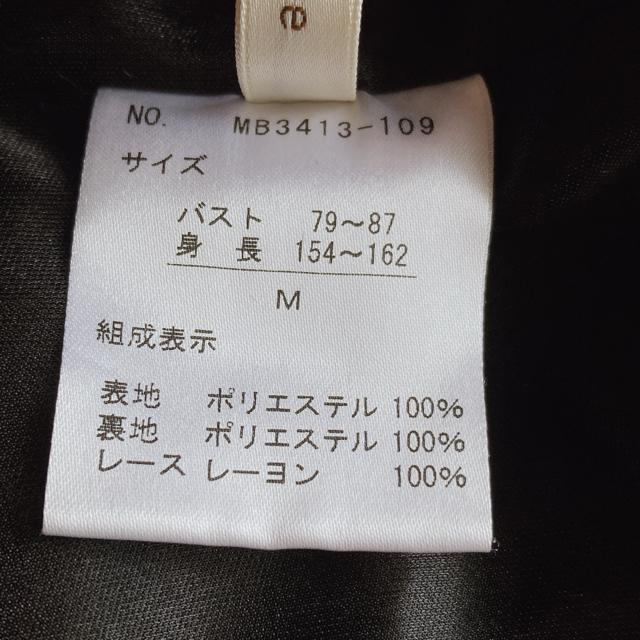 NO. MB3413-109
サイズ
バスト 79～87
身長 154～162
M
組成表示
表地 ポリエステル 100%
裏地 ポリエステル 100%
レース レーヨン 100%